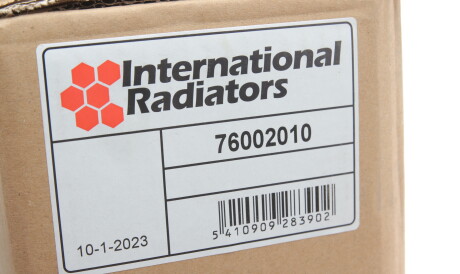 International
Radiators
76002010
10-1-2023
5 410909 283902